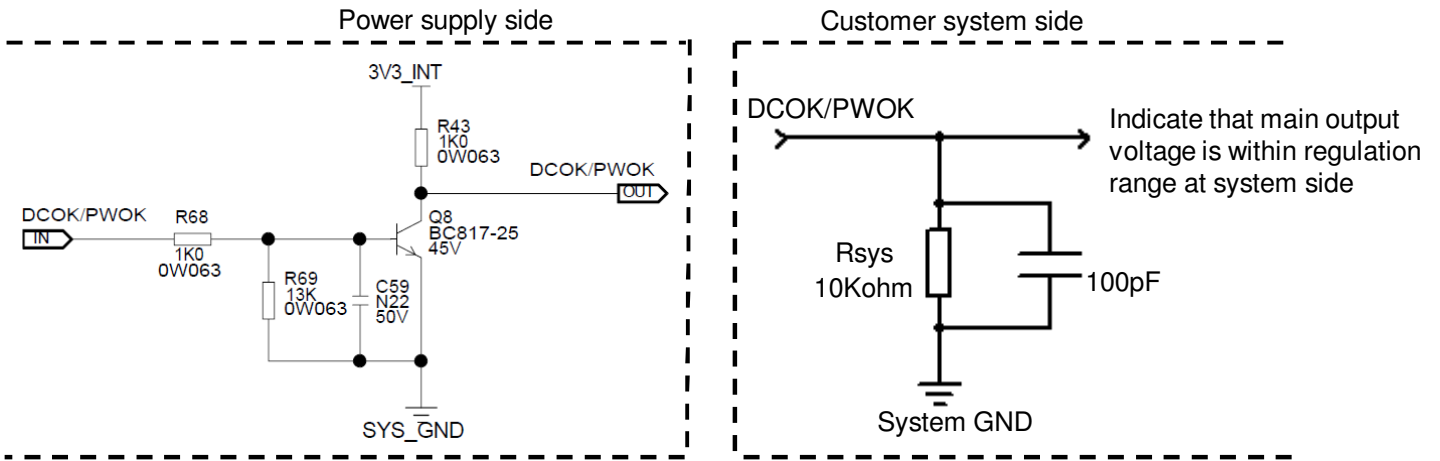 Power supply side
3V3_INT
R43
1K0
0W063
DCOK/PWOK
OUT
DCOK/PWOK
IN
R68
1K0
0W063
Q8
BC817-25
45V
R69
13K
0W063
C59
N22
50V
SYS_GND
Customer system side
DCOK/PWOK
Indicate that main output
voltage is within regulation
range at system side
Rsys
10Kohm
100pF
System GND